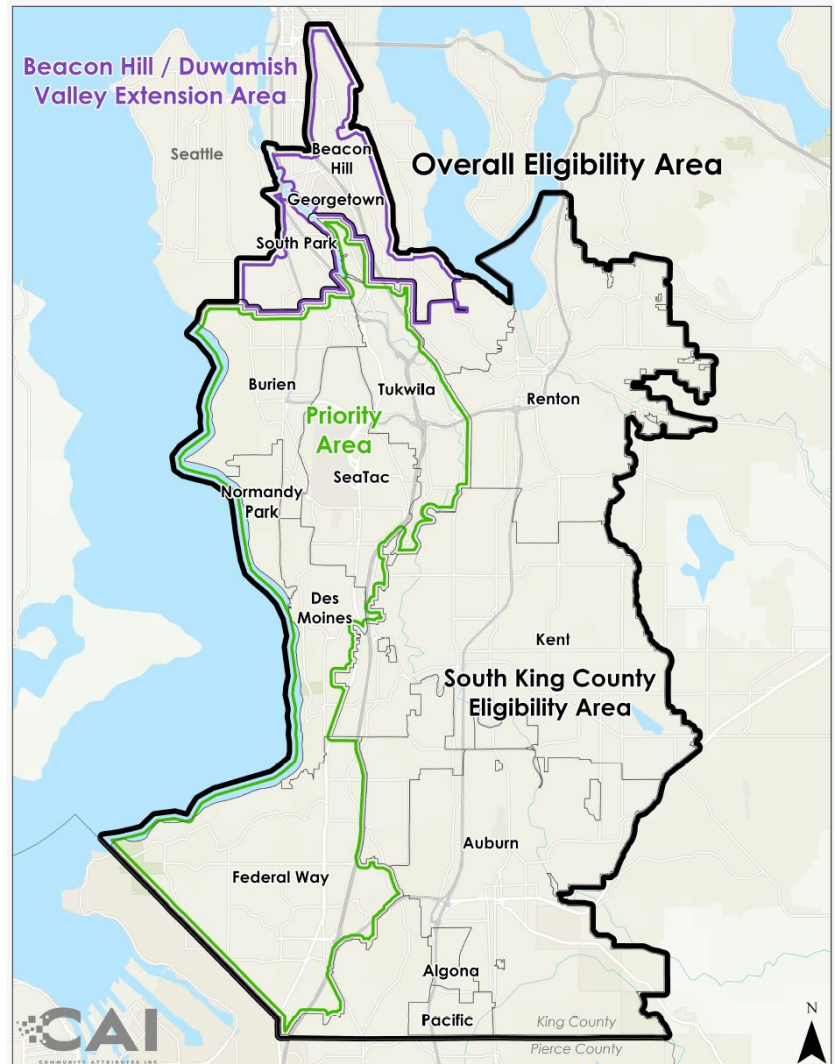 Beacon Hill / Duwamish
Valley Extension Area
Seattle
Beacon
Hill
Overall Eligibility Area
Georgetown
South Park
Burien
Tukwila
Renton
Priority
Area
SeaTac
Normandy
Park
Des
Moines
Kent
South King County
Eligibility Area
Auburn
Federal Way
Algona
Pacific
King County
Pierce County
N
CAI
COMMUNITY ATTRIBUTES INC